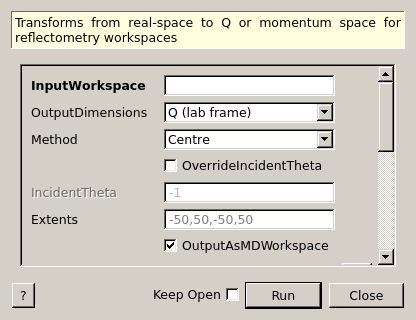 Transforms from real-space to Q or momentum space for
reflectometry workspaces
InputWorkspace
OutputDimensions Q (lab frame)
Method Centre
OverrideIncidentTheta
IncidentTheta -1
Extents -50,50,-50,50
OutputAsMDWorkspace
? Keep Open Run Close